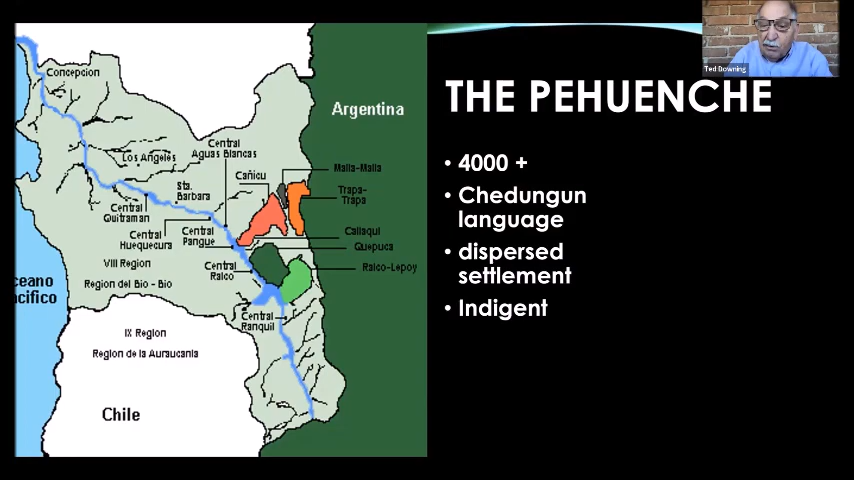 Ted Downing
THE PEHUENCHE
• 4000 +
• Chedungun
language
• dispersed
settlement
• Indigent
Concepcion
Argentina
Los Angeles
Central
Aguas Blancas
Malla-Malla
Cañicu
Trapa-
Trapa
Sta.
Barbara
Central
Quitraman
Central
Huequecura
Central
Pangue
Callaqui
Quepuca
VIII Region
Central
Ralco
Ralco-Lepoy
Region del Bio - Bio
ceano
acifico
Central
Ranquil
IX Region
Region de la Auraucania
Chile